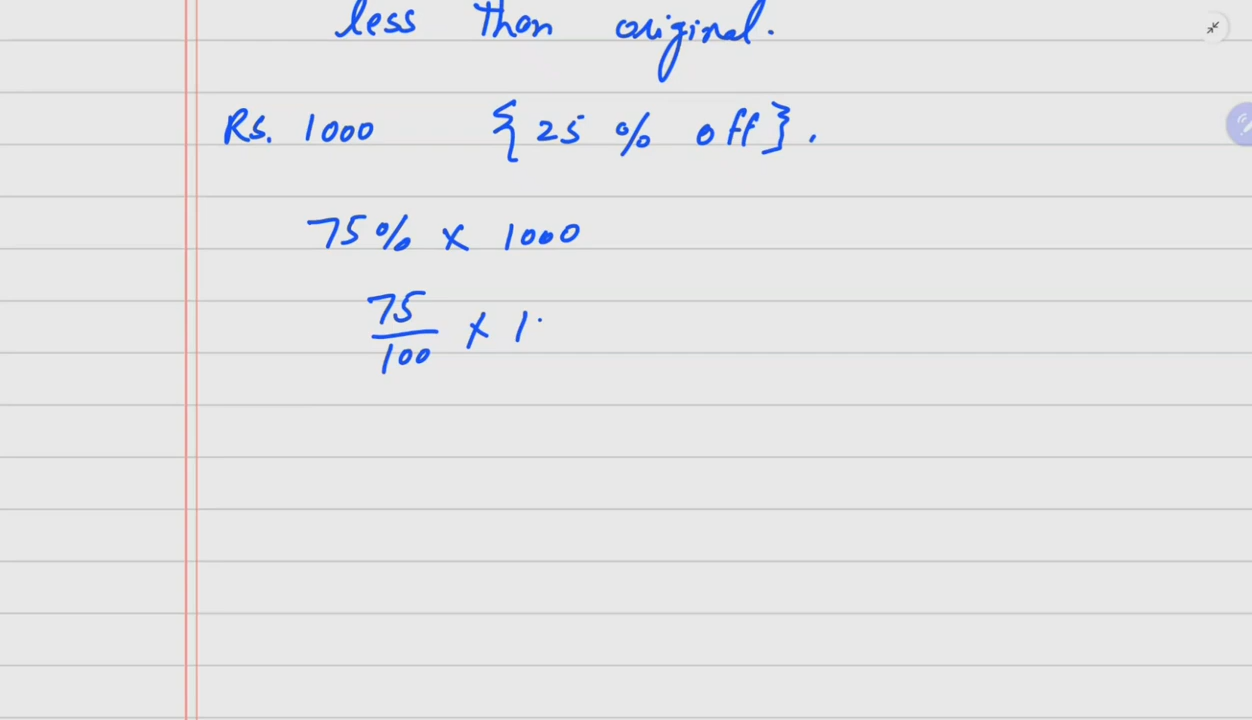 less than original.
Rs. 1000 {25 % off}.
75% x 1000
75
100 x 1